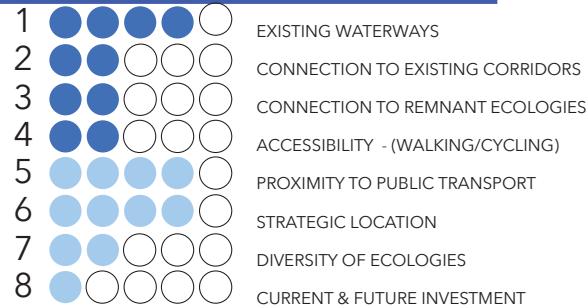 1 EXISTING WATERWAYS
2 CONNECTION TO EXISTING CORRIDORS
3 CONNECTION TO REMNANT ECOLOGIES
4 ACCESSIBILITY - (WALKING/CYCLING)
5 PROXIMITY TO PUBLIC TRANSPORT
6 STRATEGIC LOCATION
7 DIVERSITY OF ECOLOGIES
8 CURRENT & FUTURE INVESTMENT